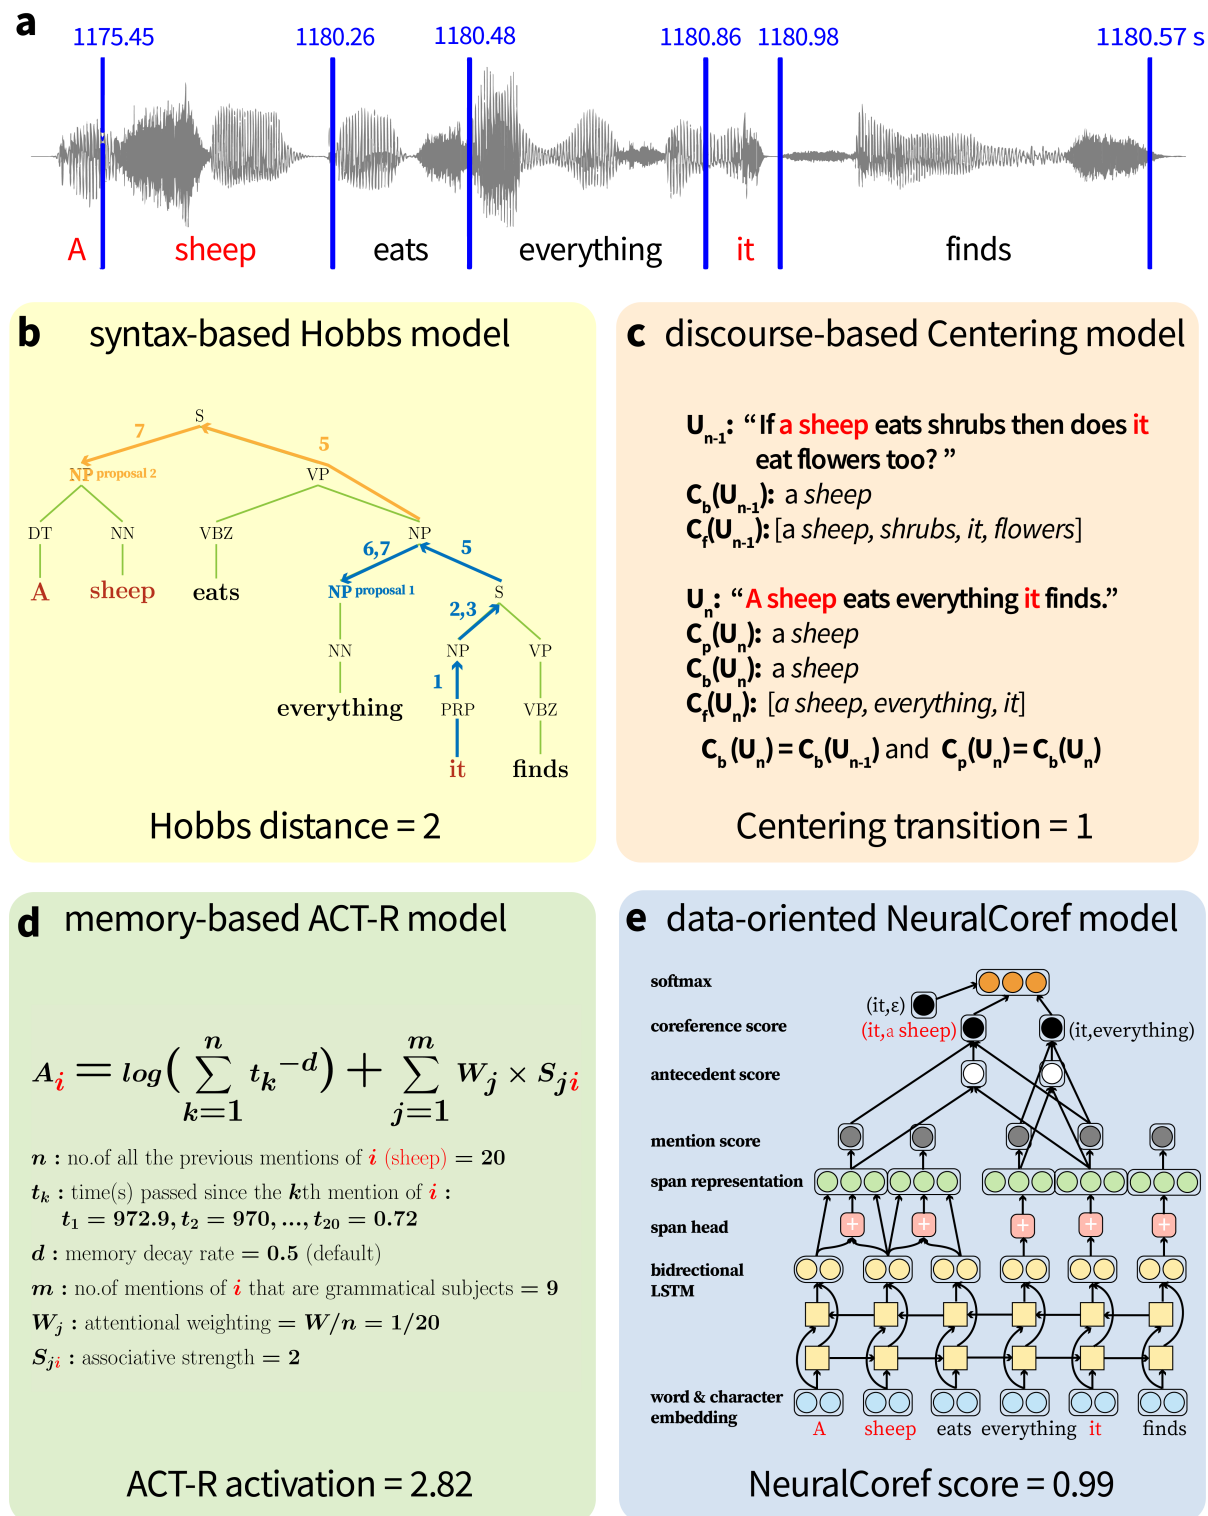 a
1175.45 1180.26 1180.48 1180.86 1180.98 1180.57 s
A sheep eats everything it finds
b syntax-based Hobbs model
S
7 5
NP proposal 2 VP
DT NN VBZ NP
6,7 5
A sheep eats NP proposal 1 S
2,3
NN NP VP
1
everything PRP VBZ
it finds
Hobbs distance = 2
c discourse-based Centering model
Un-1: “If a sheep eats shrubs then does it
eat flowers too? ”
Cb(Un-1): a sheep
Cf(Un-1): [a sheep, shrubs, it, flowers]
Un: “A sheep eats everything it finds.”
Cp(Un): a sheep
Cb(Un): a sheep
Cf(Un): [a sheep, everything, it]
Cb (Un) = Cb(Un-1) and Cp(Un) = Cb(Un)
Centering transition = 1
d memory-based ACT-R model
Ai = log(∑ k=1 n tk −d) + ∑ j=1 m Wj × Sji
n : no.of all the previous mentions of i (sheep) = 20
tk : time(s) passed since the kth mention of i :
t1 = 972.9, t2 = 970, ..., t20 = 0.72
d : memory decay rate = 0.5 (default)
m : no.of mentions of i that are grammatical subjects = 9
Wj : attentional weighting = W/n = 1/20
Sji : associative strength = 2
ACT-R activation = 2.82
e data-oriented NeuralCoref model
softmax
(it,ε)
coreference score (it,a sheep) (it,everything)
antecedent score
mention score
span representation
span head + + + + +
bidrectional
LSTM
word & character
embedding
A sheep eats everything it finds
NeuralCoref score = 0.99